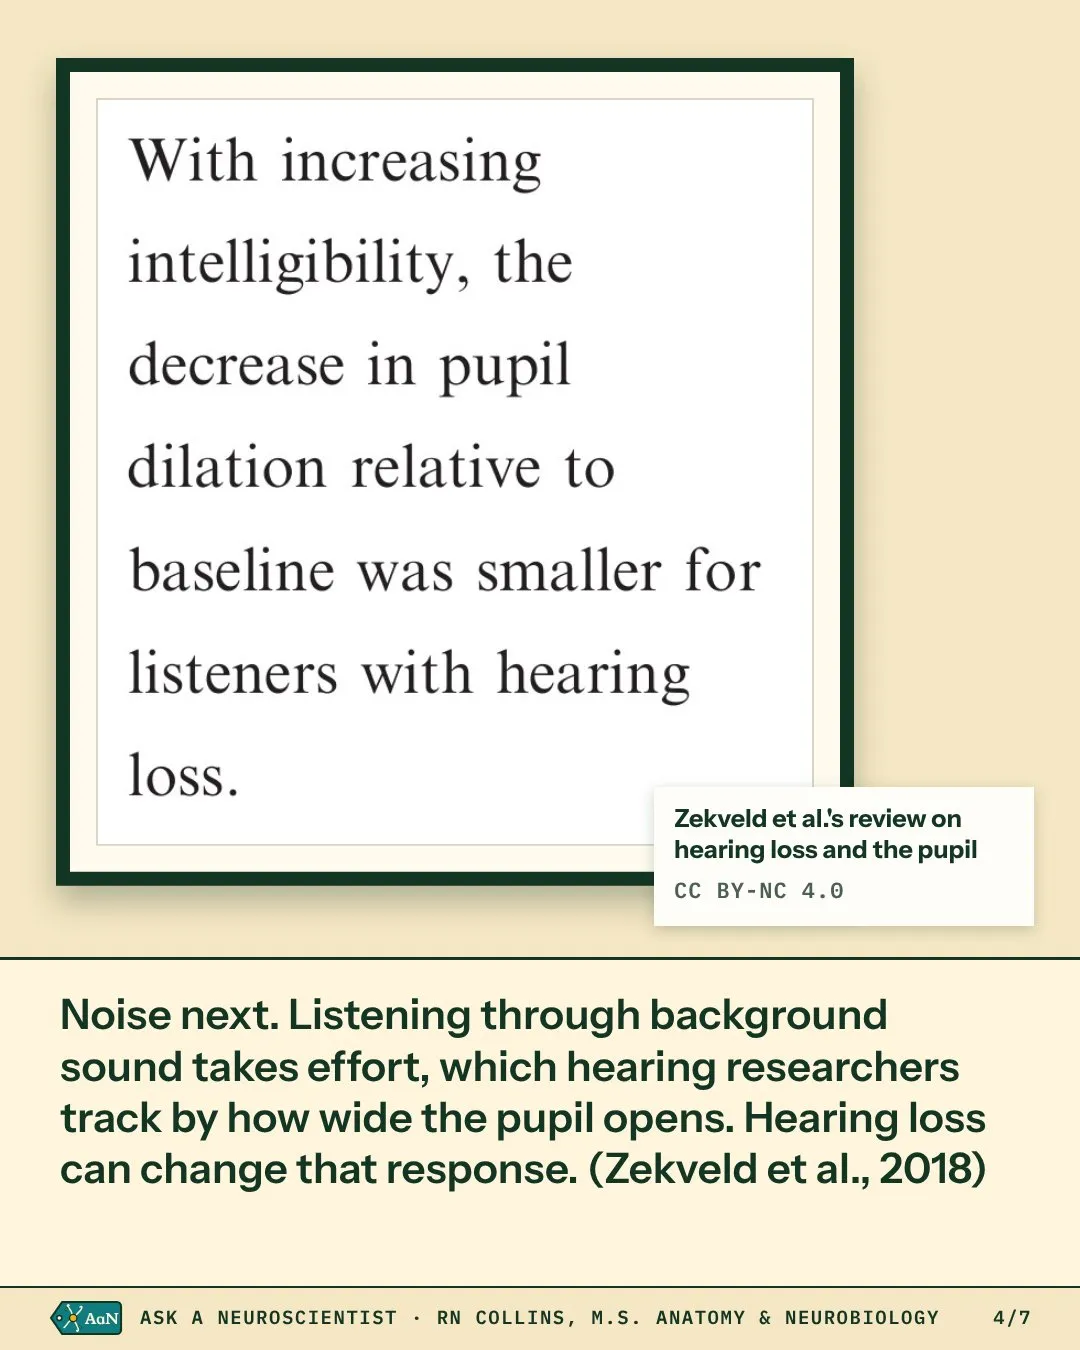 With increasing
intelligibility, the
decrease in pupil
dilation relative to
baseline was smaller for
listeners with hearing
loss.
Zekveld et al.'s review on
hearing loss and the pupil
CC BY-NC 4.0
Noise next. Listening through background
sound takes effort, which hearing researchers
track by how wide the pupil opens. Hearing loss
can change that response. (Zekveld et al., 2018)
AaN ASK A NEUROSCIENTIST · RN COLLINS, M.S. ANATOMY & NEUROBIOLOGY 4/7